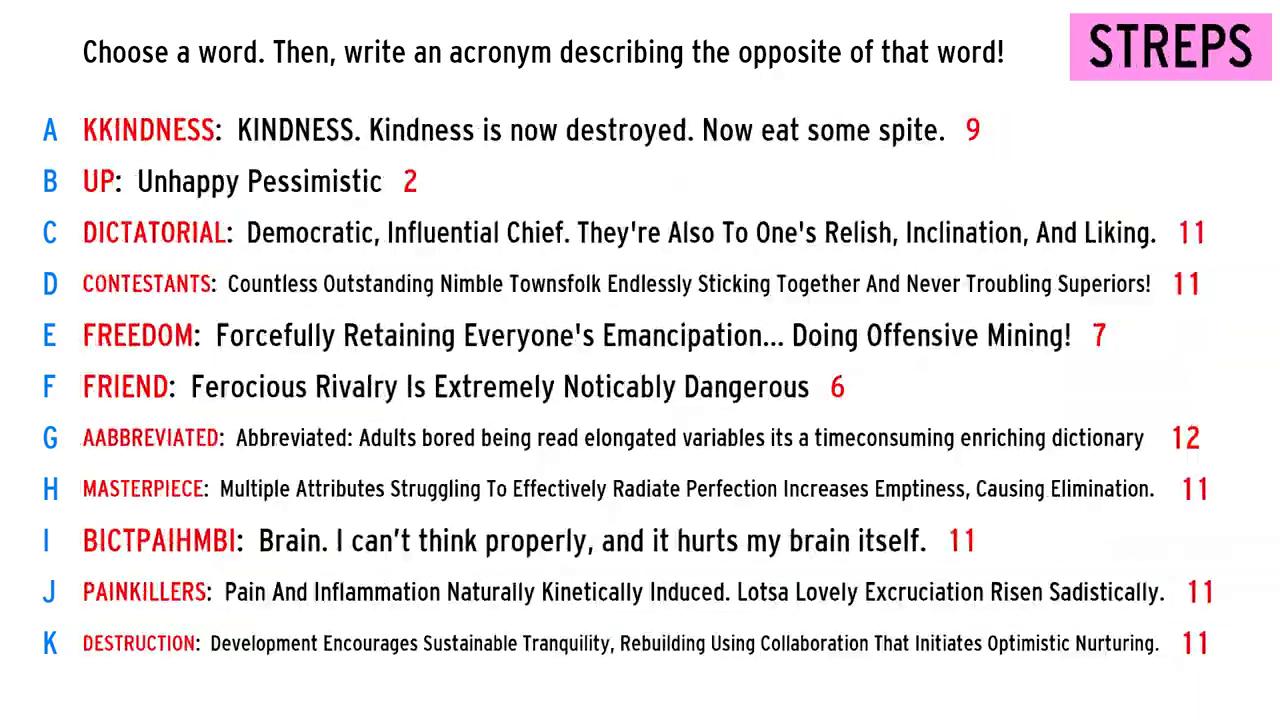 Choose a word. Then, write an acronym describing the opposite of that word!
STREPS
A KKINDNESS: KINDNESS. Kindness is now destroyed. Now eat some spite. 9
B UP: Unhappy Pessimistic 2
C DICTATORIAL: Democratic, Influential Chief. They're Also To One's Relish, Inclination, And Liking. 11
D CONTESTANTS: Countless Outstanding Nimble Townsfolk Endlessly Sticking Together And Never Troubling Superiors! 11
E FREEDOM: Forcefully Retaining Everyone's Emancipation... Doing Offensive Mining! 7
F FRIEND: Ferocious Rivalry Is Extremely Noticably Dangerous 6
G AABBREVIATED: Abbreviated: Adults bored being read elongated variables its a timeconsuming enriching dictionary 12
H MASTERPIECE: Multiple Attributes Struggling To Effectively Radiate Perfection Increases Emptiness, Causing Elimination. 11
I BICTPAIHMBI: Brain. I can’t think properly, and it hurts my brain itself. 11
J PAINKILLERS: Pain And Inflammation Naturally Kinetically Induced. Lotsa Lovely Excruciation Risen Sadistically. 11
K DESTRUCTION: Development Encourages Sustainable Tranquility, Rebuilding Using Collaboration That Initiates Optimistic Nurturing. 11